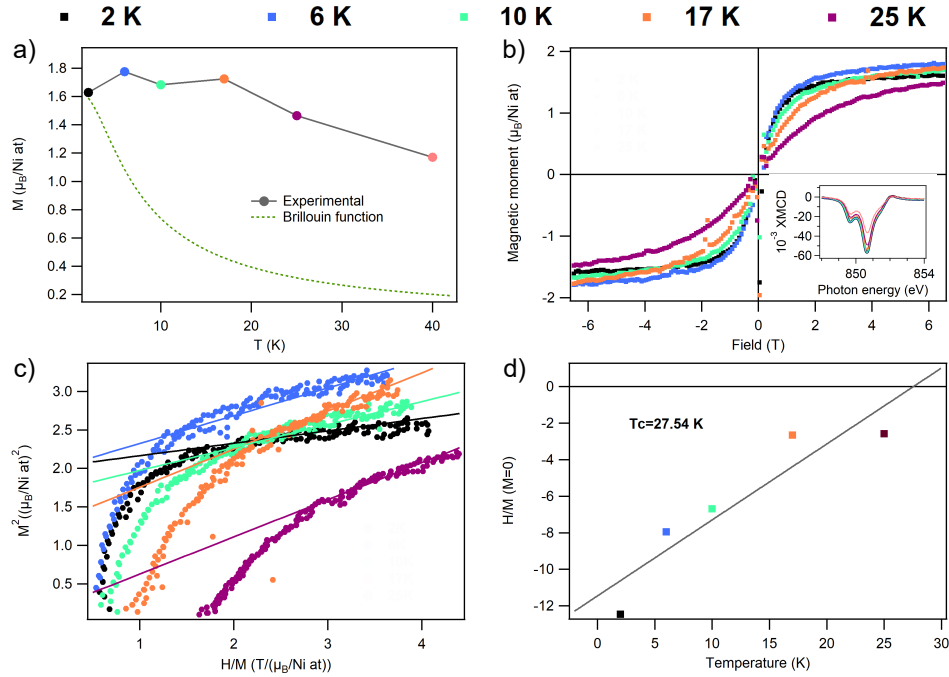 2 K 6 K 10 K 17 K 25 K
a)
1.8
1.6
1.4
1.2
1.0
0.8
0.6
0.4
0.2
M (μB/Ni at)
Experimental
Brillouin function
10 20 30 40
T (K)
b)
2
1
0
-1
-2
Magnetic moment (μB/Ni at)
-6 -4 -2 0 2 4 6
Field (T)
0
-20
-40
-60
10-3 XMCD
850 854
Photon energy (eV)
c)
3.0
2.5
2.0
1.5
1.0
0.5
M2((μB/Ni at)2)
1 2 3 4
H/M (T/(μB/Ni at))
d)
0
-2
-4
-6
-8
-10
-12
H/M (M=0)
Tc=27.54 K
0 5 10 15 20 25 30
Temperature (K)